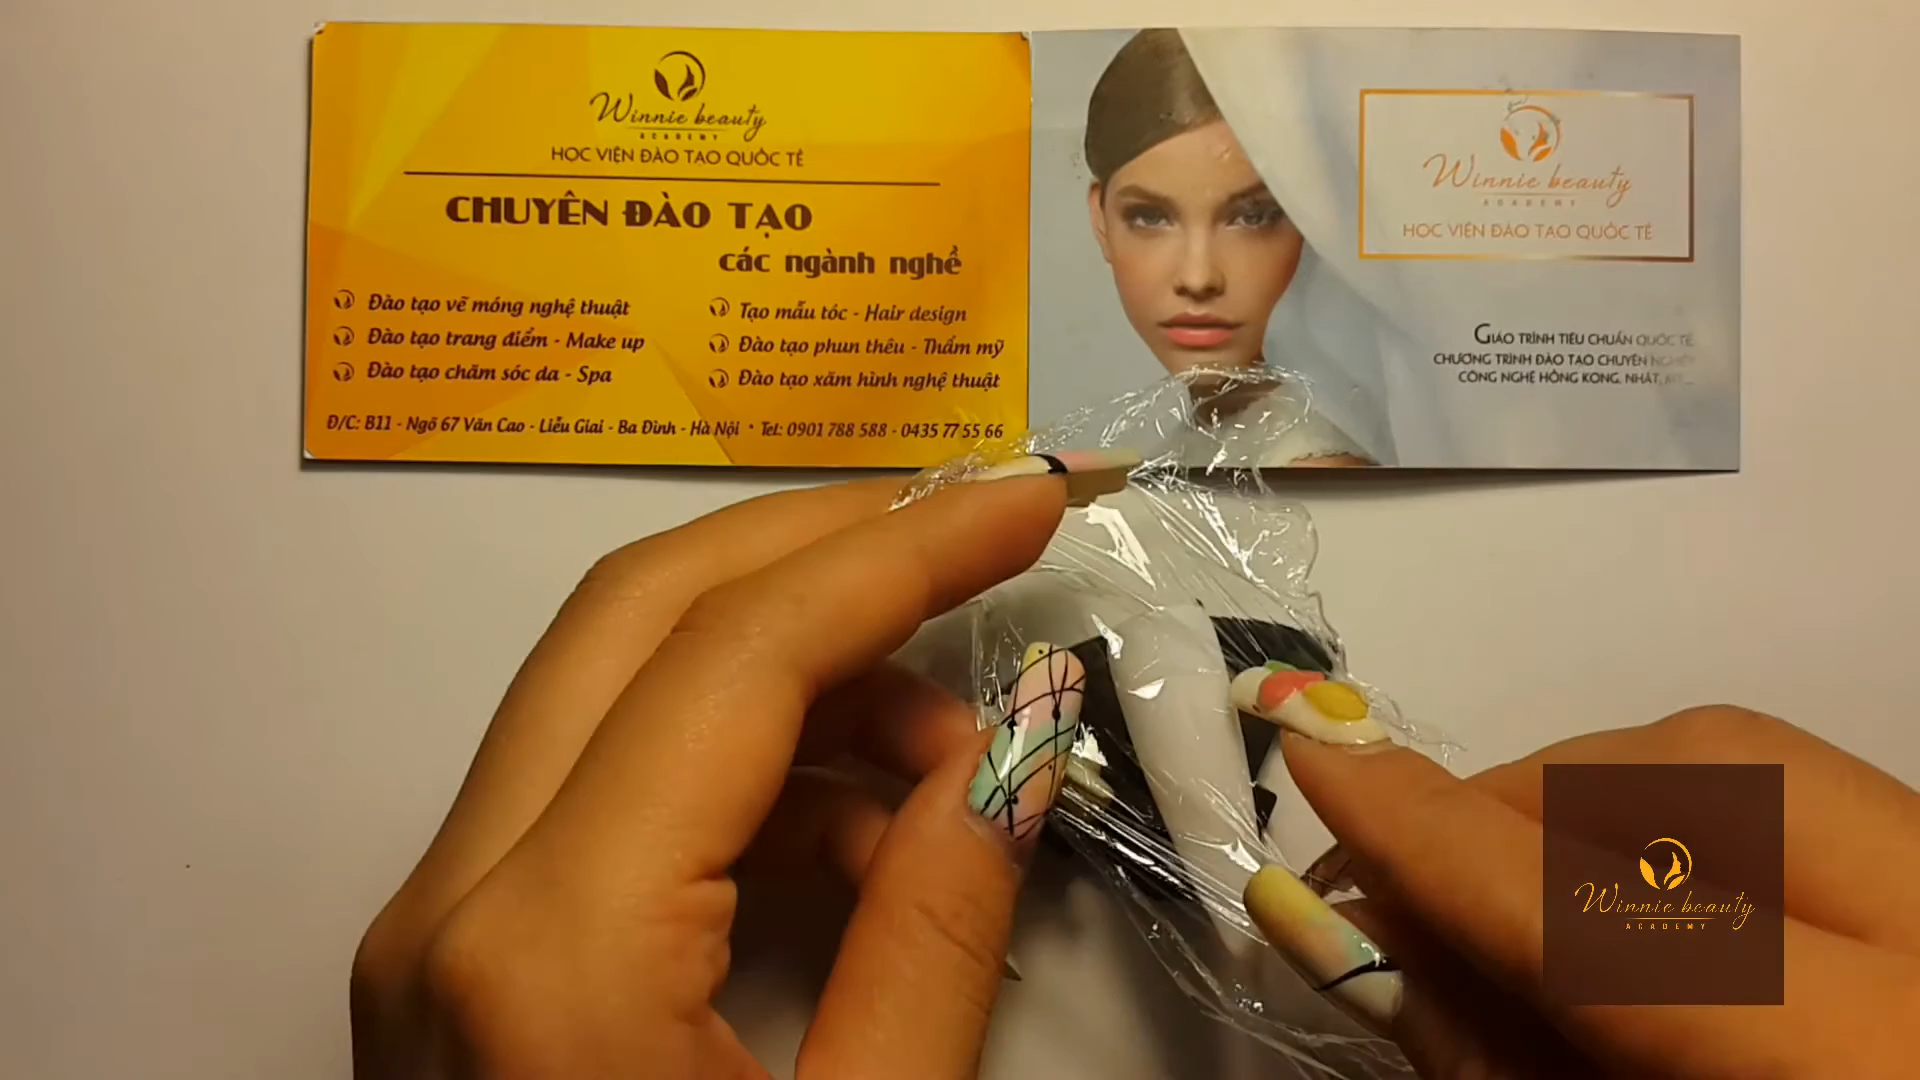 Winnie beauty
ACADEMY
HỌC VIỆN ĐÀO TẠO QUỐC TẾ
CHUYÊN ĐÀO TẠO
các ngành nghề
Đào tạo vẽ móng nghệ thuật
Đào tạo trang điểm - Make up
Đào tạo chăm sóc da - Spa
Tạo mẫu tóc - Hair design
Đào tạo phun thêu - Thẩm mỹ
Đào tạo xăm hình nghệ thuật
Đ/C: B11 - Ngõ 67 Văn Cao - Liễu Giai - Ba Đình - Hà Nội * Tel: 0901 788 588 - 0435 77 55 66
Winnie beauty
ACADEMY
HỌC VIỆN ĐÀO TẠO QUỐC TẾ
GIÁO TRÌNH TIÊU CHUẨN QUỐC TẾ
CHƯƠNG TRÌNH ĐÀO TẠO CHUYÊN NGHIỆP
CÔNG NGHỆ HỒNG KONG, NHẬT,
Winnie beauty
ACADEMY